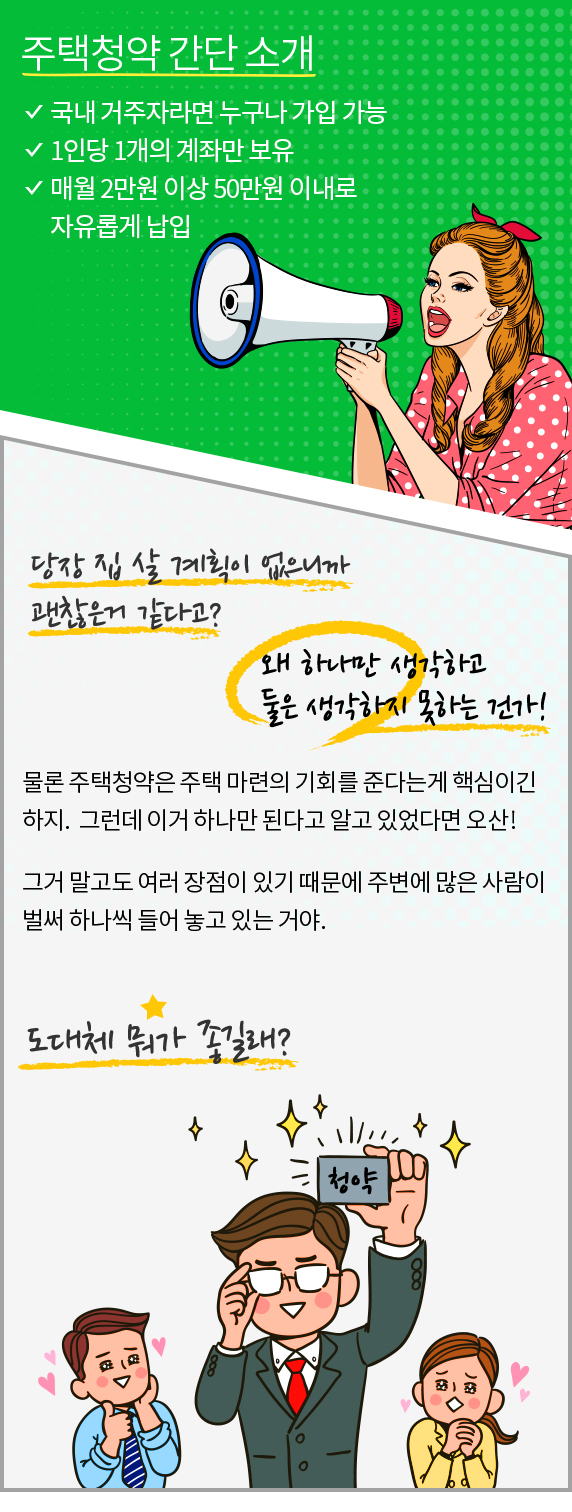 주택청약 간단 소개
국내 거주자라면 누구나 가입 가능
1인당 1개의 계좌만 보유
매월 2만원 이상 50만원 이내로
자유롭게 납입
당장 집 살 계획이 없으니까
괜찮은거 같다고?
왜 하나만 생각하고
둘은 생각하지 못하는 건가!
물론 주택청약은 주택 마련의 기회를 준다는게 핵심이긴
하지. 그런데 이거 하나만 된다고 알고 있었다면 오산!
그거 말고도 여러 장점이 있기 때문에 주변에 많은 사람이
벌써 하나씩 들어 놓고 있는 거야.
도대체 뭐가 좋길래?
청약